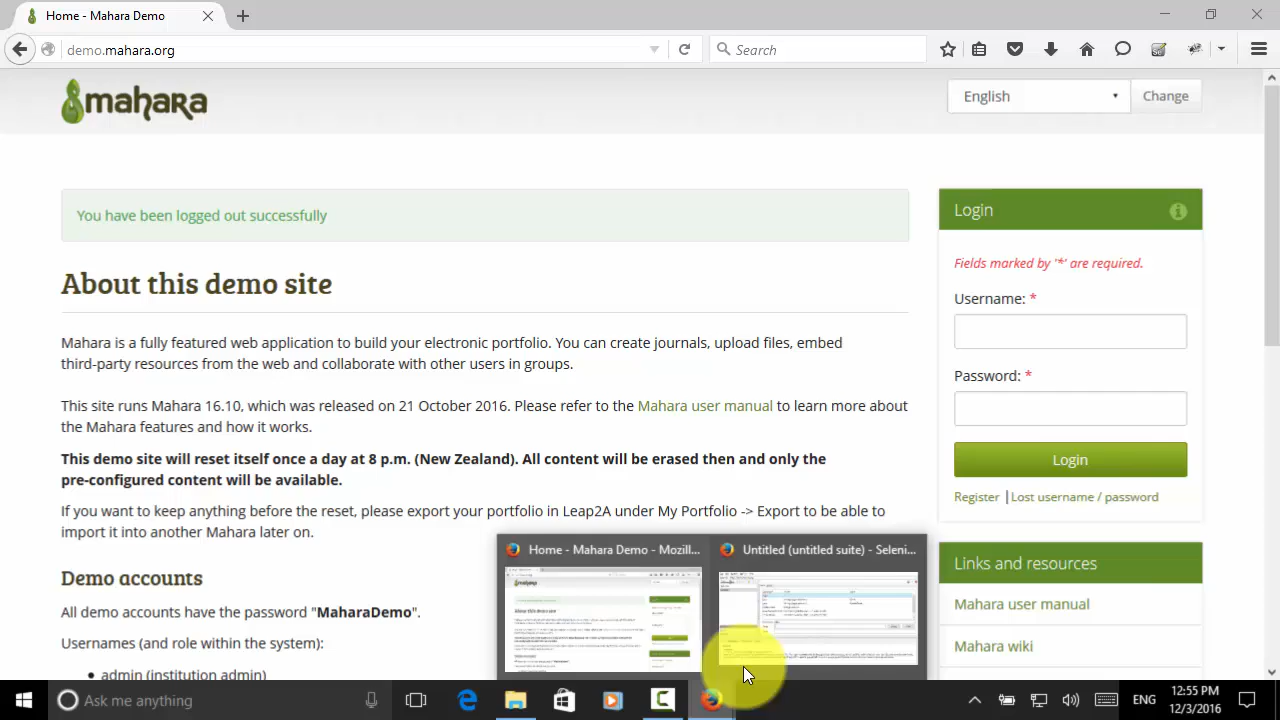 Home - Mahara Demo
demo.mahara.org
Search
mahara
English
Change
You have been logged out successfully
Login
Fields marked by '*' are required.
About this demo site
Username: *
Mahara is a fully featured web application to build your electronic portfolio. You can create journals, upload files, embed
third-party resources from the web and collaborate with other users in groups.
Password: *
This site runs Mahara 16.10, which was released on 21 October 2016. Please refer to the Mahara user manual to learn more about
the Mahara features and how it works.
Login
This demo site will reset itself once a day at 8 p.m. (New Zealand). All content will be erased then and only the
pre-configured content will be available.
Register | Lost username / password
If you want to keep anything before the reset, please export your portfolio in Leap2A under My Portfolio -> Export to be able to
import it into another Mahara later on.
Home - Mahara Demo - Mozill...
Untitled (untitled suite) - Seleni...
Links and resources
Demo accounts
Mahara user manual
All demo accounts have the password "MaharaDemo".
Usernames (and role within the system):
Mahara wiki
admin (institution admin)
Ask me anything
ENG
12:55 PM
12/3/2016